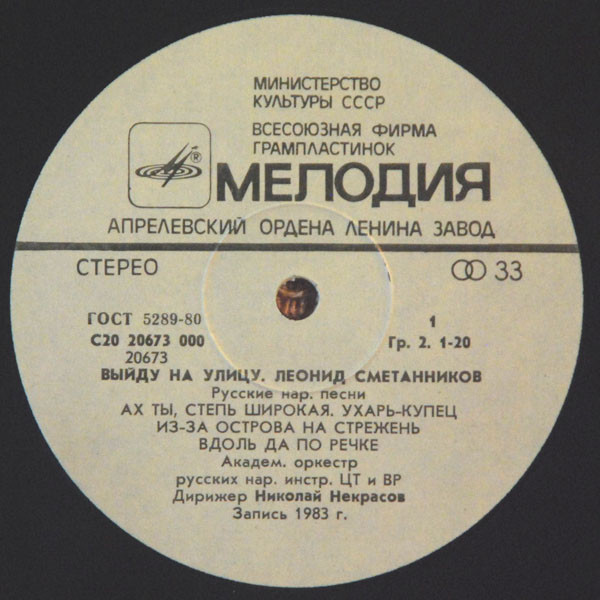 МИНИСТЕРСТВО
КУЛЬТУРЫ СССР
ВСЕСОЮЗНАЯ ФИРМА
ГРАМПЛАСТИНОК
®
МЕЛОДИЯ
АПРЕЛЕВСКИЙ ОРДЕНА ЛЕНИНА ЗАВОД
СТЕРЕО 33
ГОСТ 5289-80 1
С20 20673 000 Гр. 2. 1-20
20673
ВЫЙДУ НА УЛИЦУ. ЛЕОНИД СМЕТАННИКОВ
Русские нар. песни
АХ ТЫ, СТЕПЬ ШИРОКАЯ. УХАРЬ-КУПЕЦ
ИЗ-ЗА ОСТРОВА НА СТРЕЖЕНЬ
ВДОЛЬ ДА ПО РЕЧКЕ
Академ. оркестр
русских нар. инстр. ЦТ и ВР
Дирижер Николай Некрасов
Запись 1983 г.